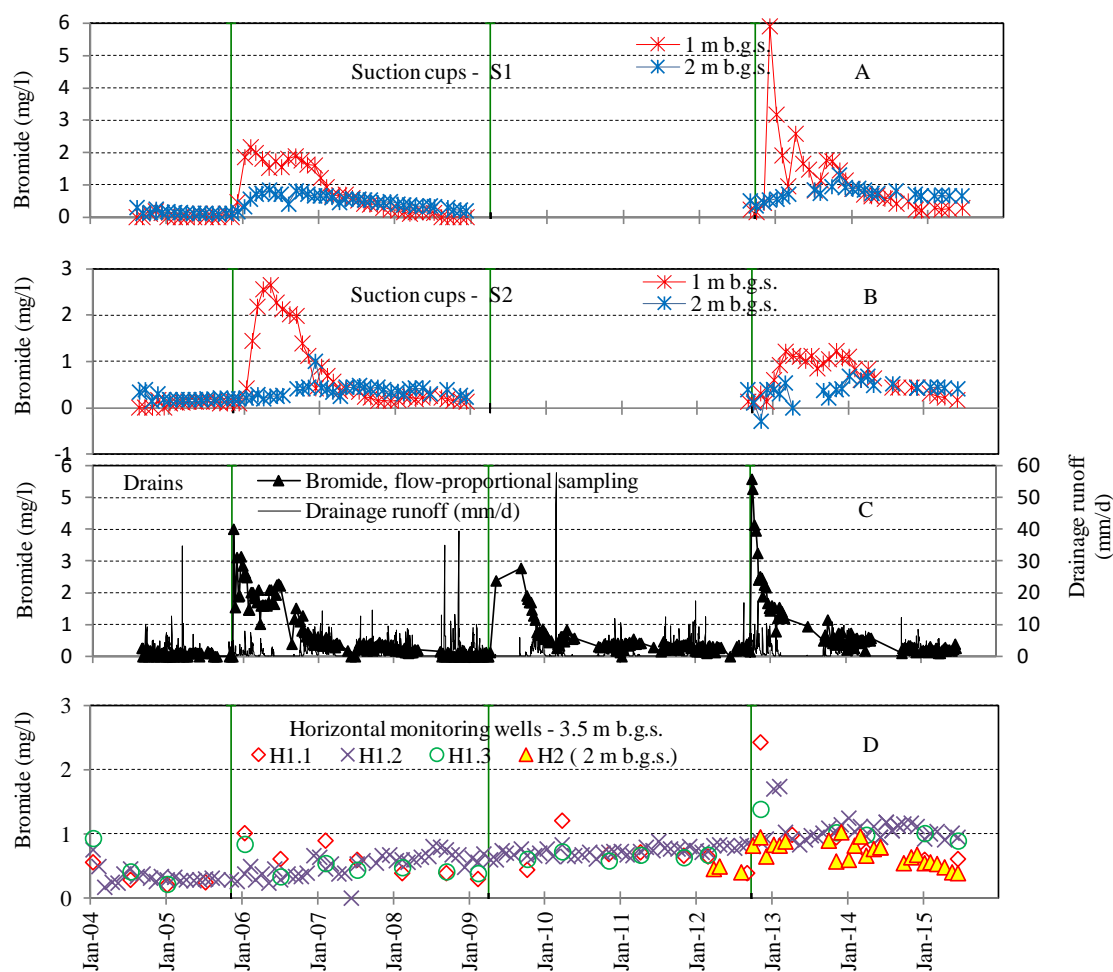 6
5
4
3
2
1
0
Bromide (mg/l)
Suction cups - S1
1 m b.g.s.
2 m b.g.s.
A
3
2
1
0
-1
Bromide (mg/l)
Suction cups - S2
1 m b.g.s.
2 m b.g.s.
B
6
5
4
3
2
1
0
Bromide (mg/l)
Drains
Bromide, flow-proportional sampling
Drainage runoff (mm/d)
C
60
50
40
30
20
10
0
Drainage runoff
(mm/d)
3
2
1
0
Bromide (mg/l)
Horizontal monitoring wells - 3.5 m b.g.s.
H1.1 H1.2 H1.3 H2 ( 2 m b.g.s.)
D
Jan-04
Jan-05
Jan-06
Jan-07
Jan-08
Jan-09
Jan-10
Jan-11
Jan-12
Jan-13
Jan-14
Jan-15